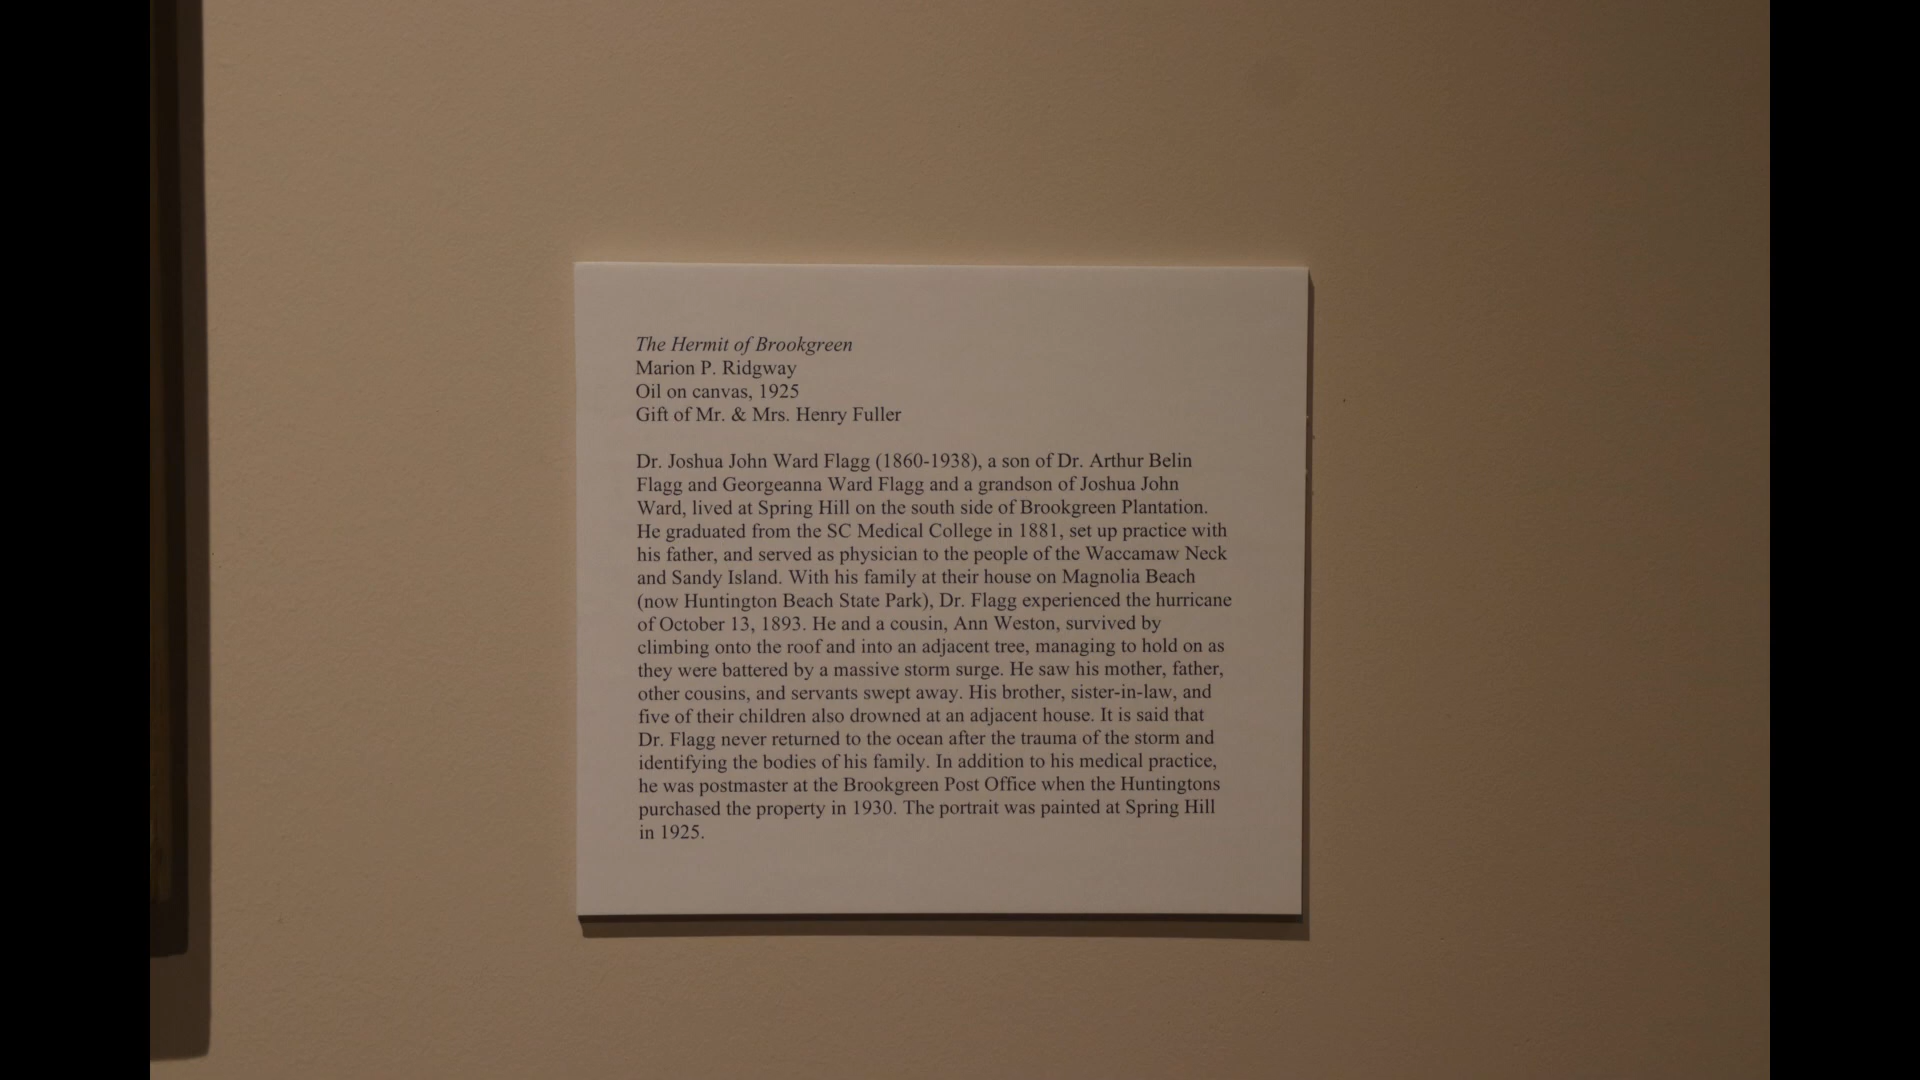 The Hermit of Brookgreen
Marion P. Ridgway
Oil on canvas, 1925
Gift of Mr. & Mrs. Henry Fuller
Dr. Joshua John Ward Flagg (1860-1938), a son of Dr. Arthur Belin
Flagg and Georgeanna Ward Flagg and a grandson of Joshua John
Ward, lived at Spring Hill on the south side of Brookgreen Plantation.
He graduated from the SC Medical College in 1881, set up practice with
his father, and served as physician to the people of the Waccamaw Neck
and Sandy Island. With his family at their house on Magnolia Beach
(now Huntington Beach State Park), Dr. Flagg experienced the hurricane
of October 13, 1893. He and a cousin, Ann Weston, survived by
climbing onto the roof and into an adjacent tree, managing to hold on as
they were battered by a massive storm surge. He saw his mother, father,
other cousins, and servants swept away. His brother, sister-in-law, and
five of their children also drowned at an adjacent house. It is said that
Dr. Flagg never returned to the ocean after the trauma of the storm and
identifying the bodies of his family. In addition to his medical practice,
he was postmaster at the Brookgreen Post Office when the Huntingtons
purchased the property in 1930. The portrait was painted at Spring Hill
in 1925.